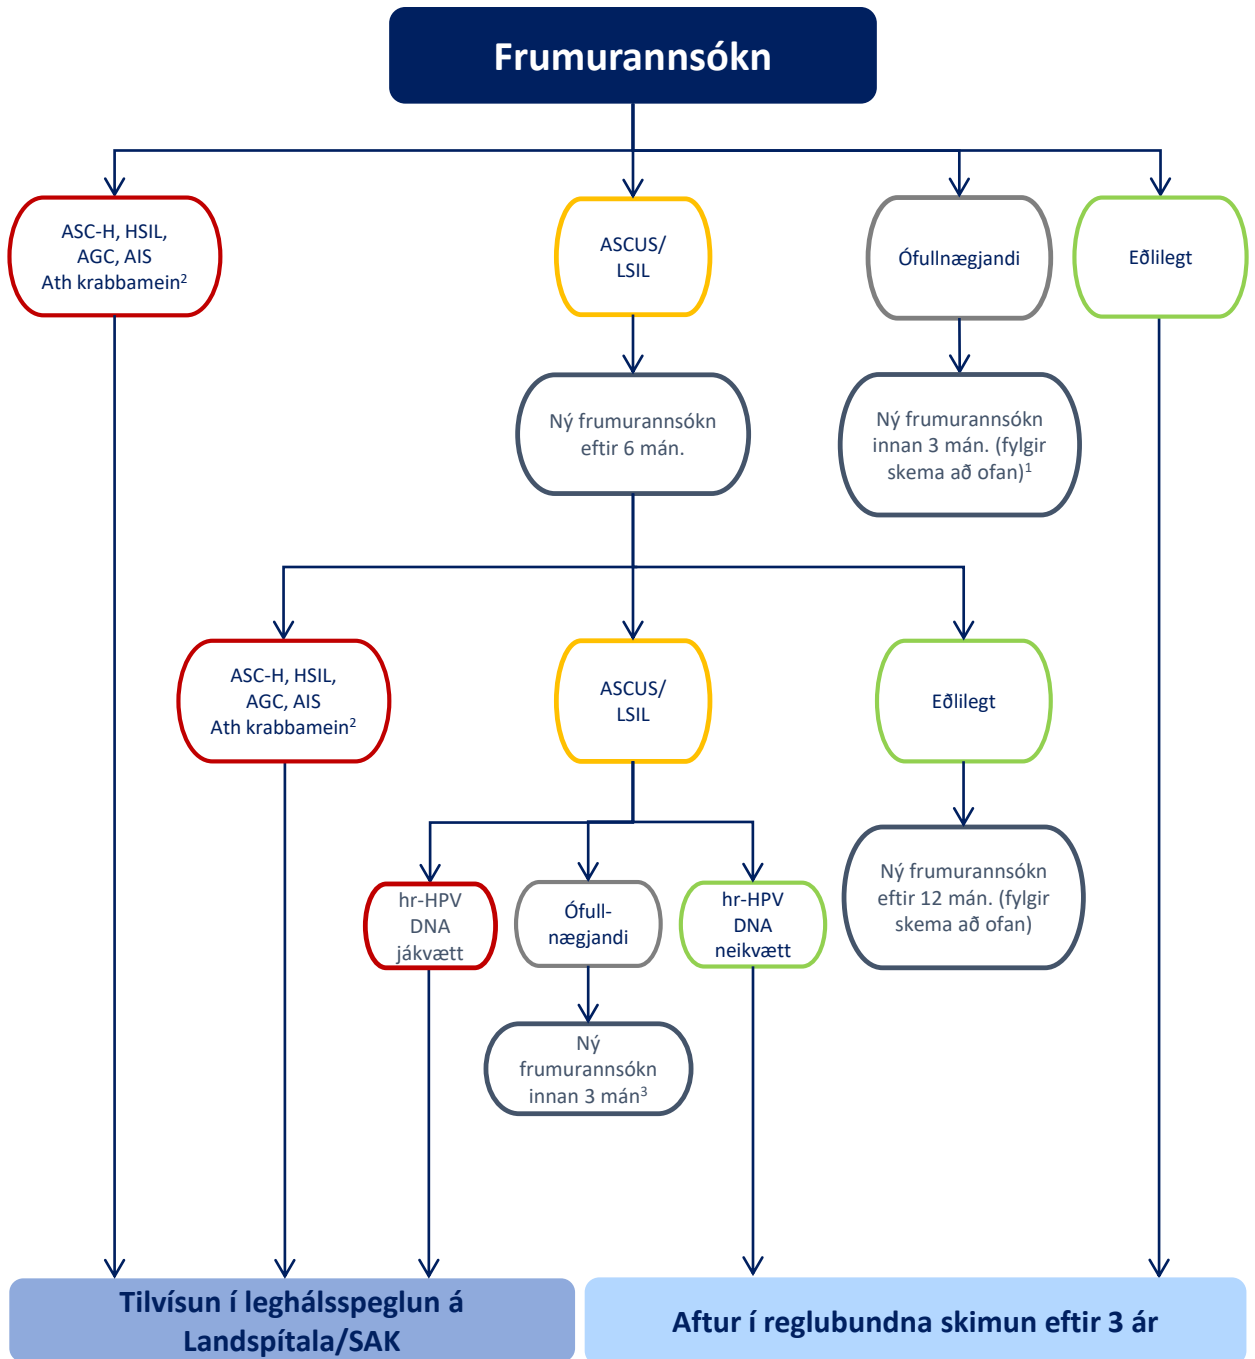 Frumurannsókn
ASC-H, HSIL,
AGC, AIS
Ath krabbamein²
ASCUS/
LSIL
Ófullnægjandi
Eðlilegt
Ný frumurannsókn
eftir 6 mán.
Ný frumurannsókn
innan 3 mán. (fylgir
skema að ofan)¹
ASC-H, HSIL,
AGC, AIS
Ath krabbamein²
ASCUS/
LSIL
Eðlilegt
hr-HPV
DNA
jákvætt
Ófull-
nægjandi
hr-HPV
DNA
neikvætt
Ný frumurannsókn
eftir 12 mán. (fylgir
skema að ofan)
Ný
frumurannsókn
innan 3 mán³
Tilvísun í leghálsspeglun á
Landspítala/SAK
Aftur í reglubundna skimun eftir 3 ár